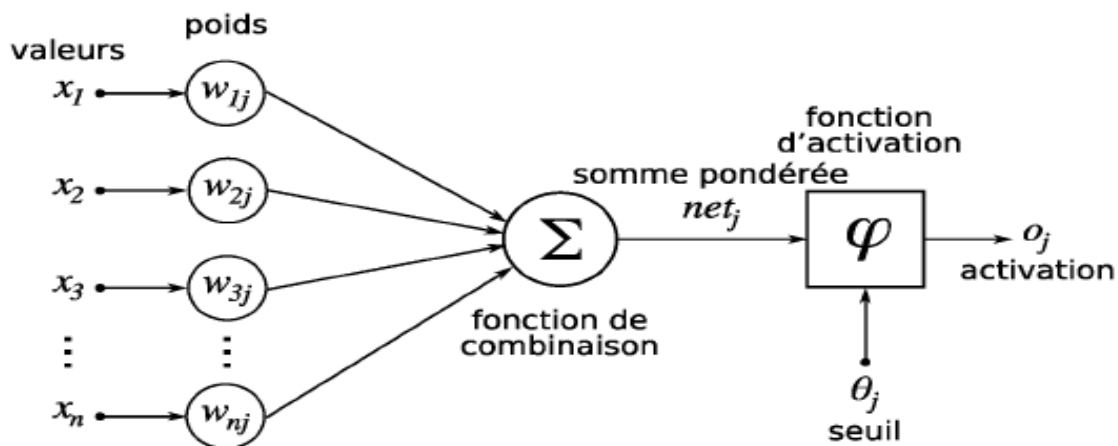 valeurs
poids
x1
w1j
x2
w2j
x3
w3j
⋮
⋮
xn
wnj
Σ
fonction de
combinaison
somme pondérée
netj
fonction
d'activation
φ
oj
activation
θj
seuil